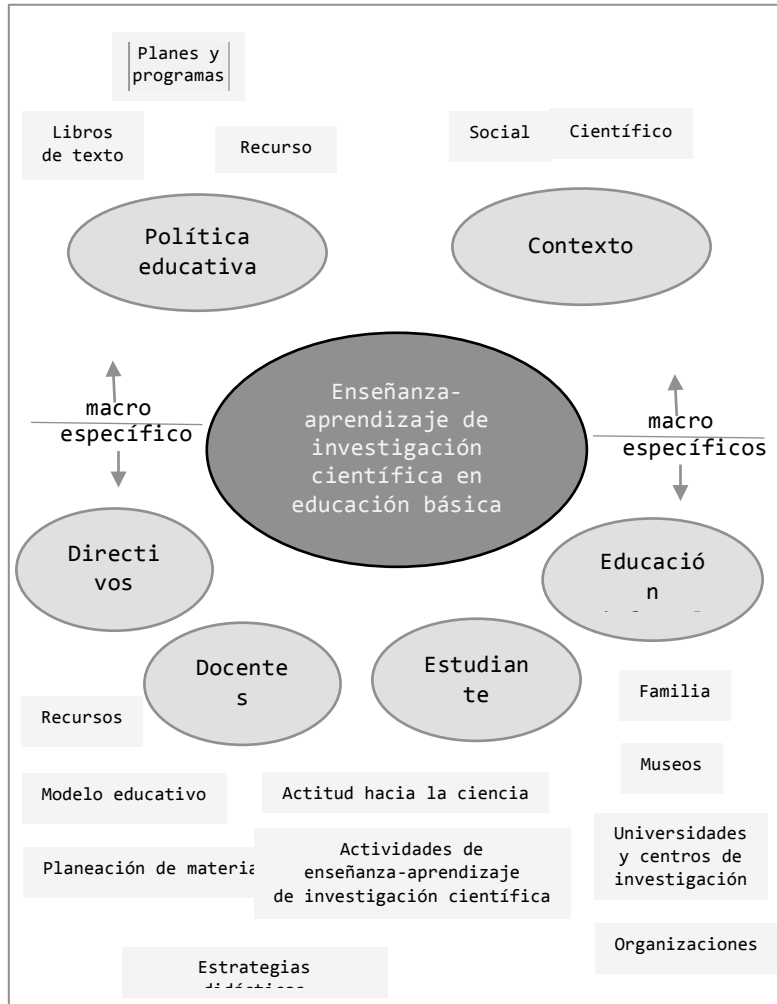 Planes y
programas
Libros
de texto
Recurso
Social
Científico
Política
educativa
Contexto
Enseñanza-
aprendizaje de
investigación
científica en
educación básica
macro
específico
macro
específicos
Directi
vos
Educació
n
Docente
s
Estudian
te
Recursos
Familia
Museos
Modelo educativo
Actitud hacia la ciencia
Planeación de materia
Actividades de
enseñanza-aprendizaje
de investigación científica
Universidades
y centros de
investigación
Organizaciones
Estrategias